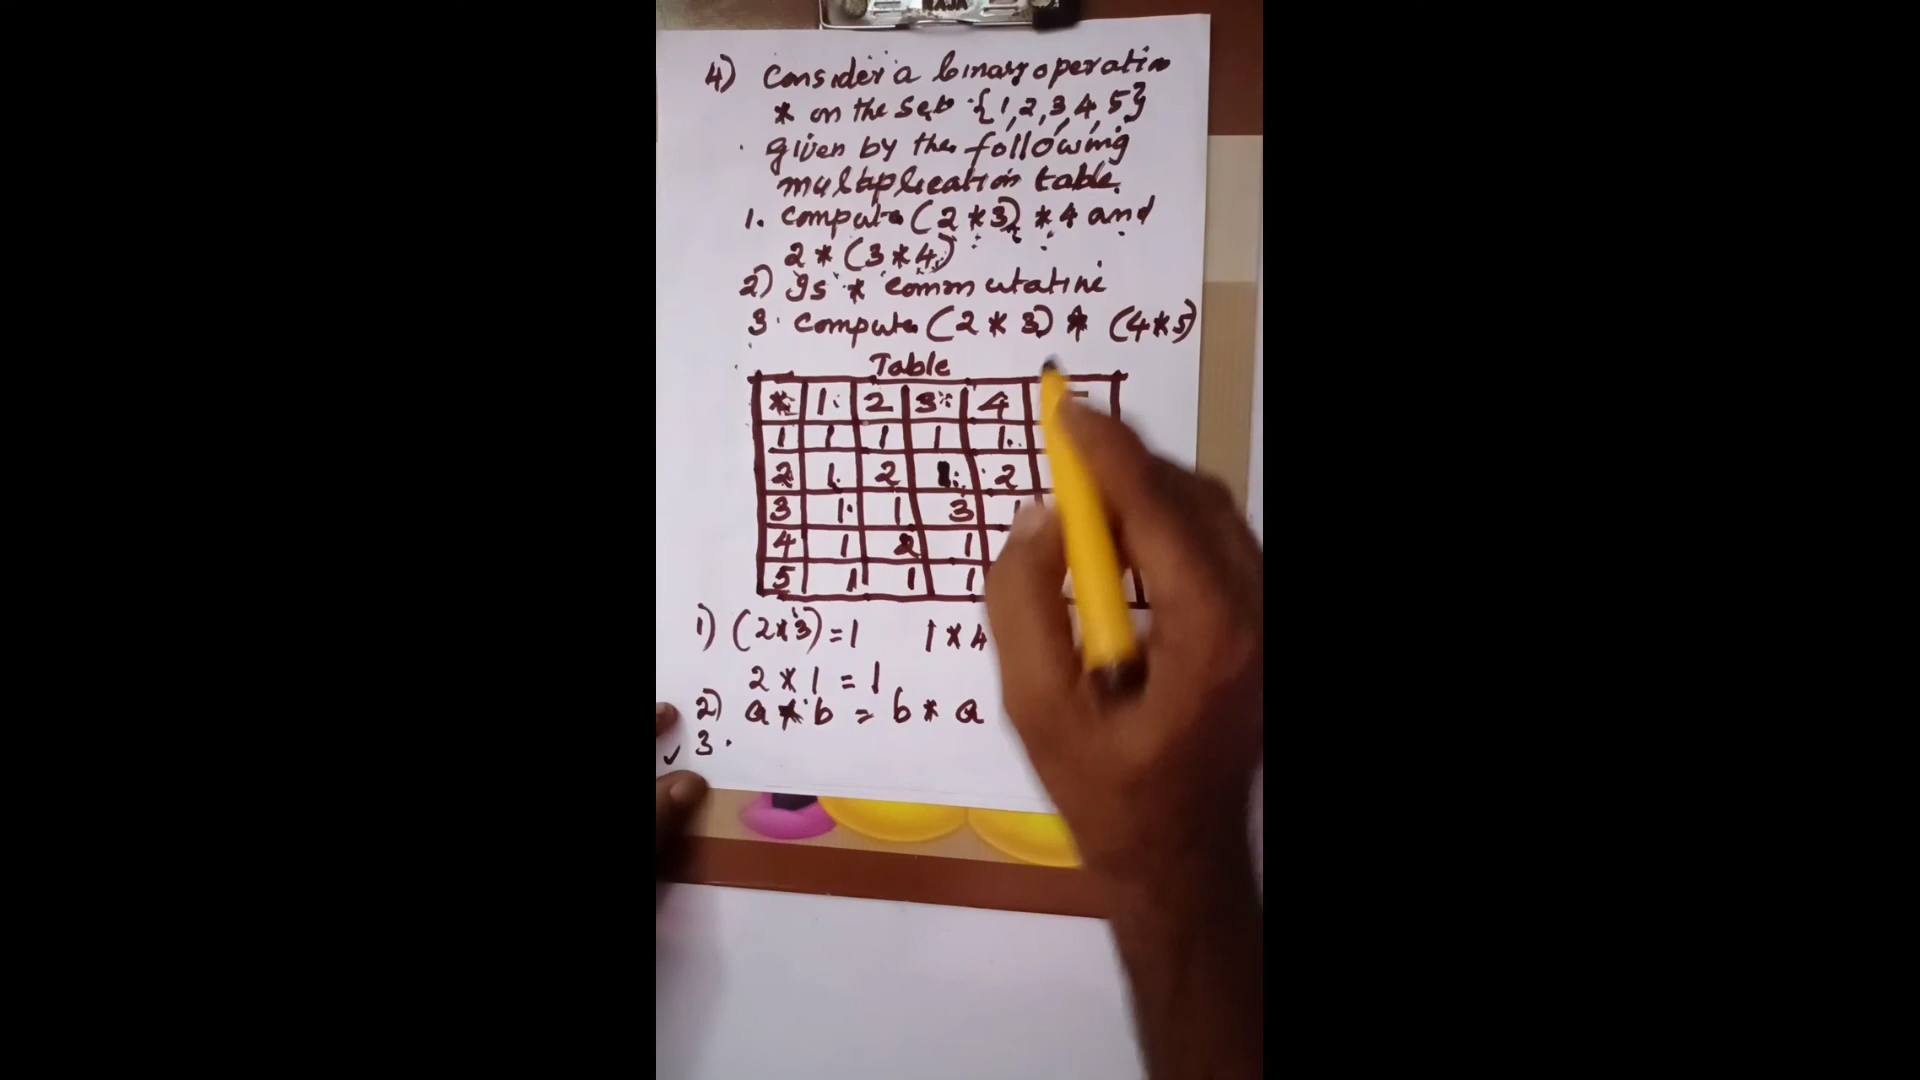 RAJA
4) Consider a binary operation
* on the set {1,2,3,4,5}
given by the following
multiplication table.
1. Compute (2*3) *4 and
2 * (3*4)
2) Is * commutative
3. Compute (2 * 3) * (4*5)
Table
* 1 2 3 4
1 1 1 1 1
2 1 2 1 2
3 1 1 3 1
4 1 2 1
5 1 1 1
1) (2*3) = 1 1 * 4
2 * 1 = 1
2) a * b = b * a
✓ 3.